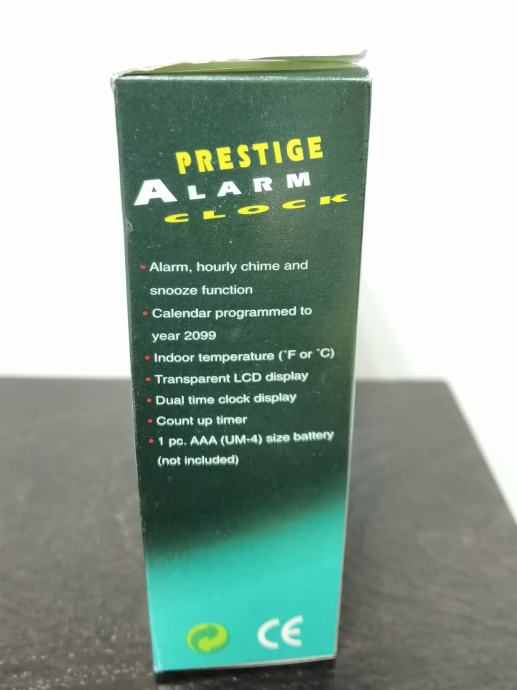 PRESTIGE
ALARM
CLOCK
• Alarm, hourly chime and
snooze function
• Calendar programmed to
year 2099
• Indoor temperature (°F or °C)
• Transparent LCD display
• Dual time clock display
• Count up timer
• 1 pc. AAA (UM-4) size battery
(not included)
CE